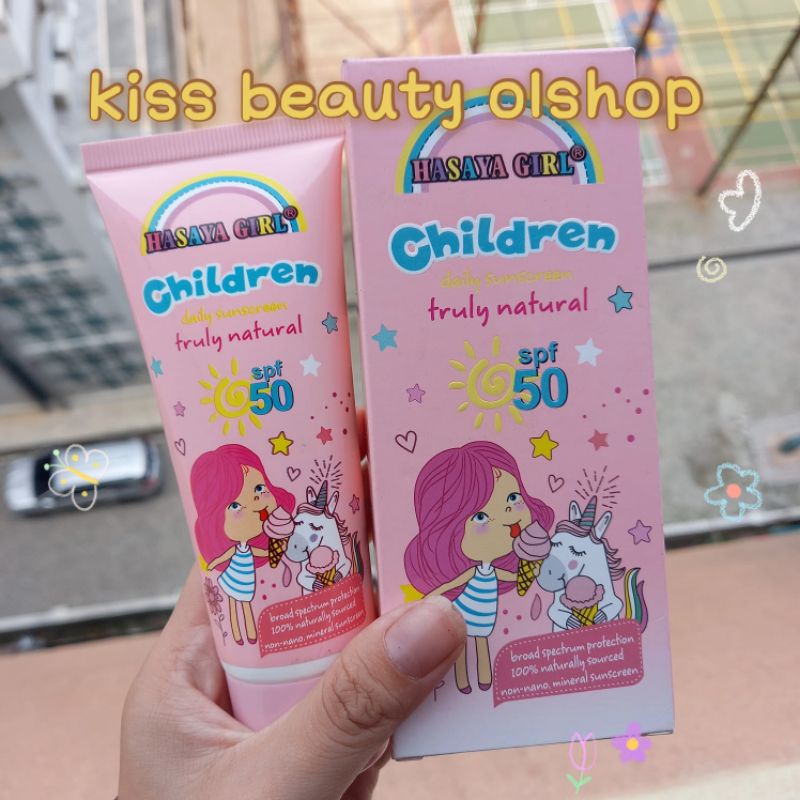 kiss beauty olshop
HASAYA GIRL®
Children
daily sunscreen
truly natural
spf
50
broad spectrum protection
100% naturally sourced
non-nano, mineral sunscreen
HASAYA GIRL®
Children
daily sunscreen
truly natural
spf
50
broad spectrum protection
100% naturally sourced
non-nano, mineral sunscreen